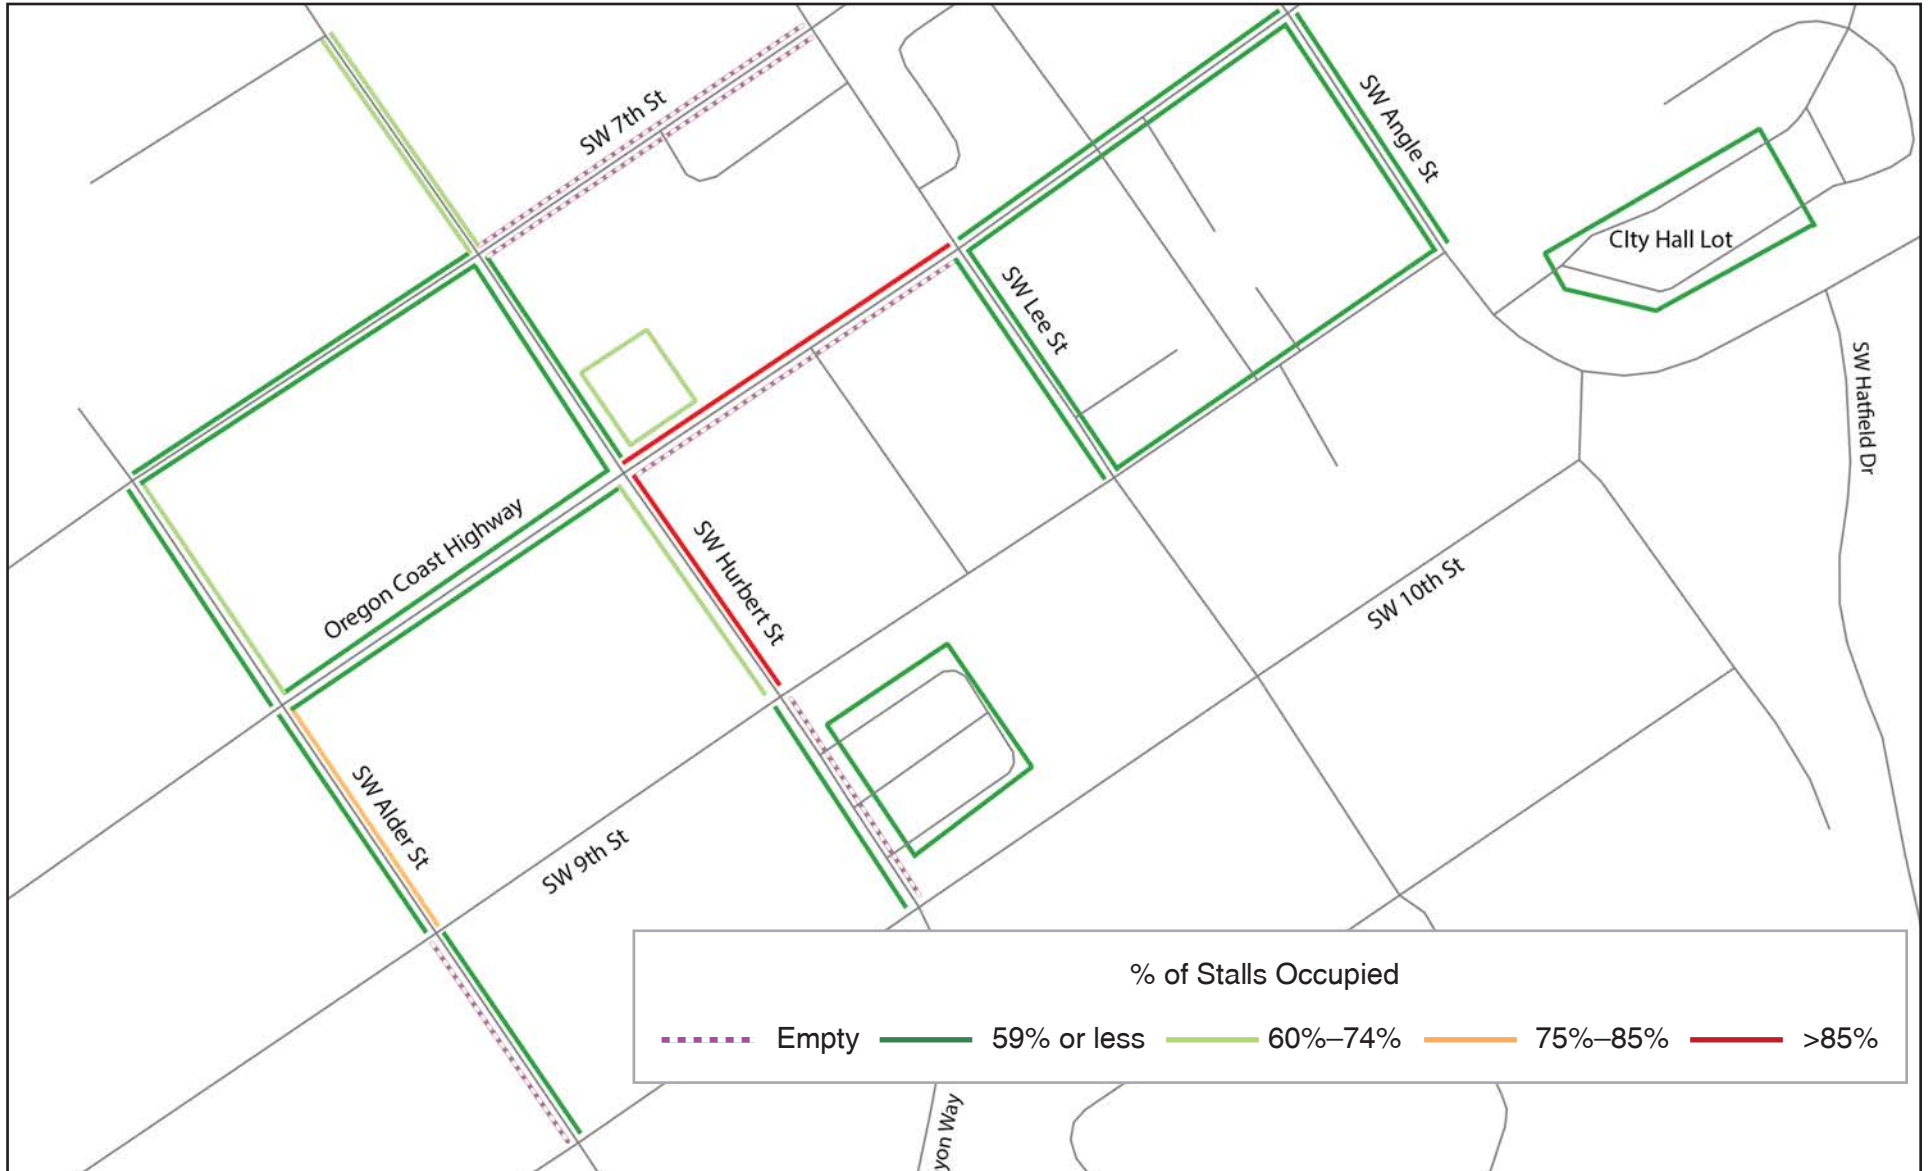 SW 7th St
SW Angle St
CIty Hall Lot
SW Lee St
SW Hatfield Dr
Oregon Coast Highway
SW Hurbert St
SW 10th St
SW Alder St
SW 9th St
% of Stalls Occupied
Empty 59% or less 60%–74% 75%–85% >85%
yon Way